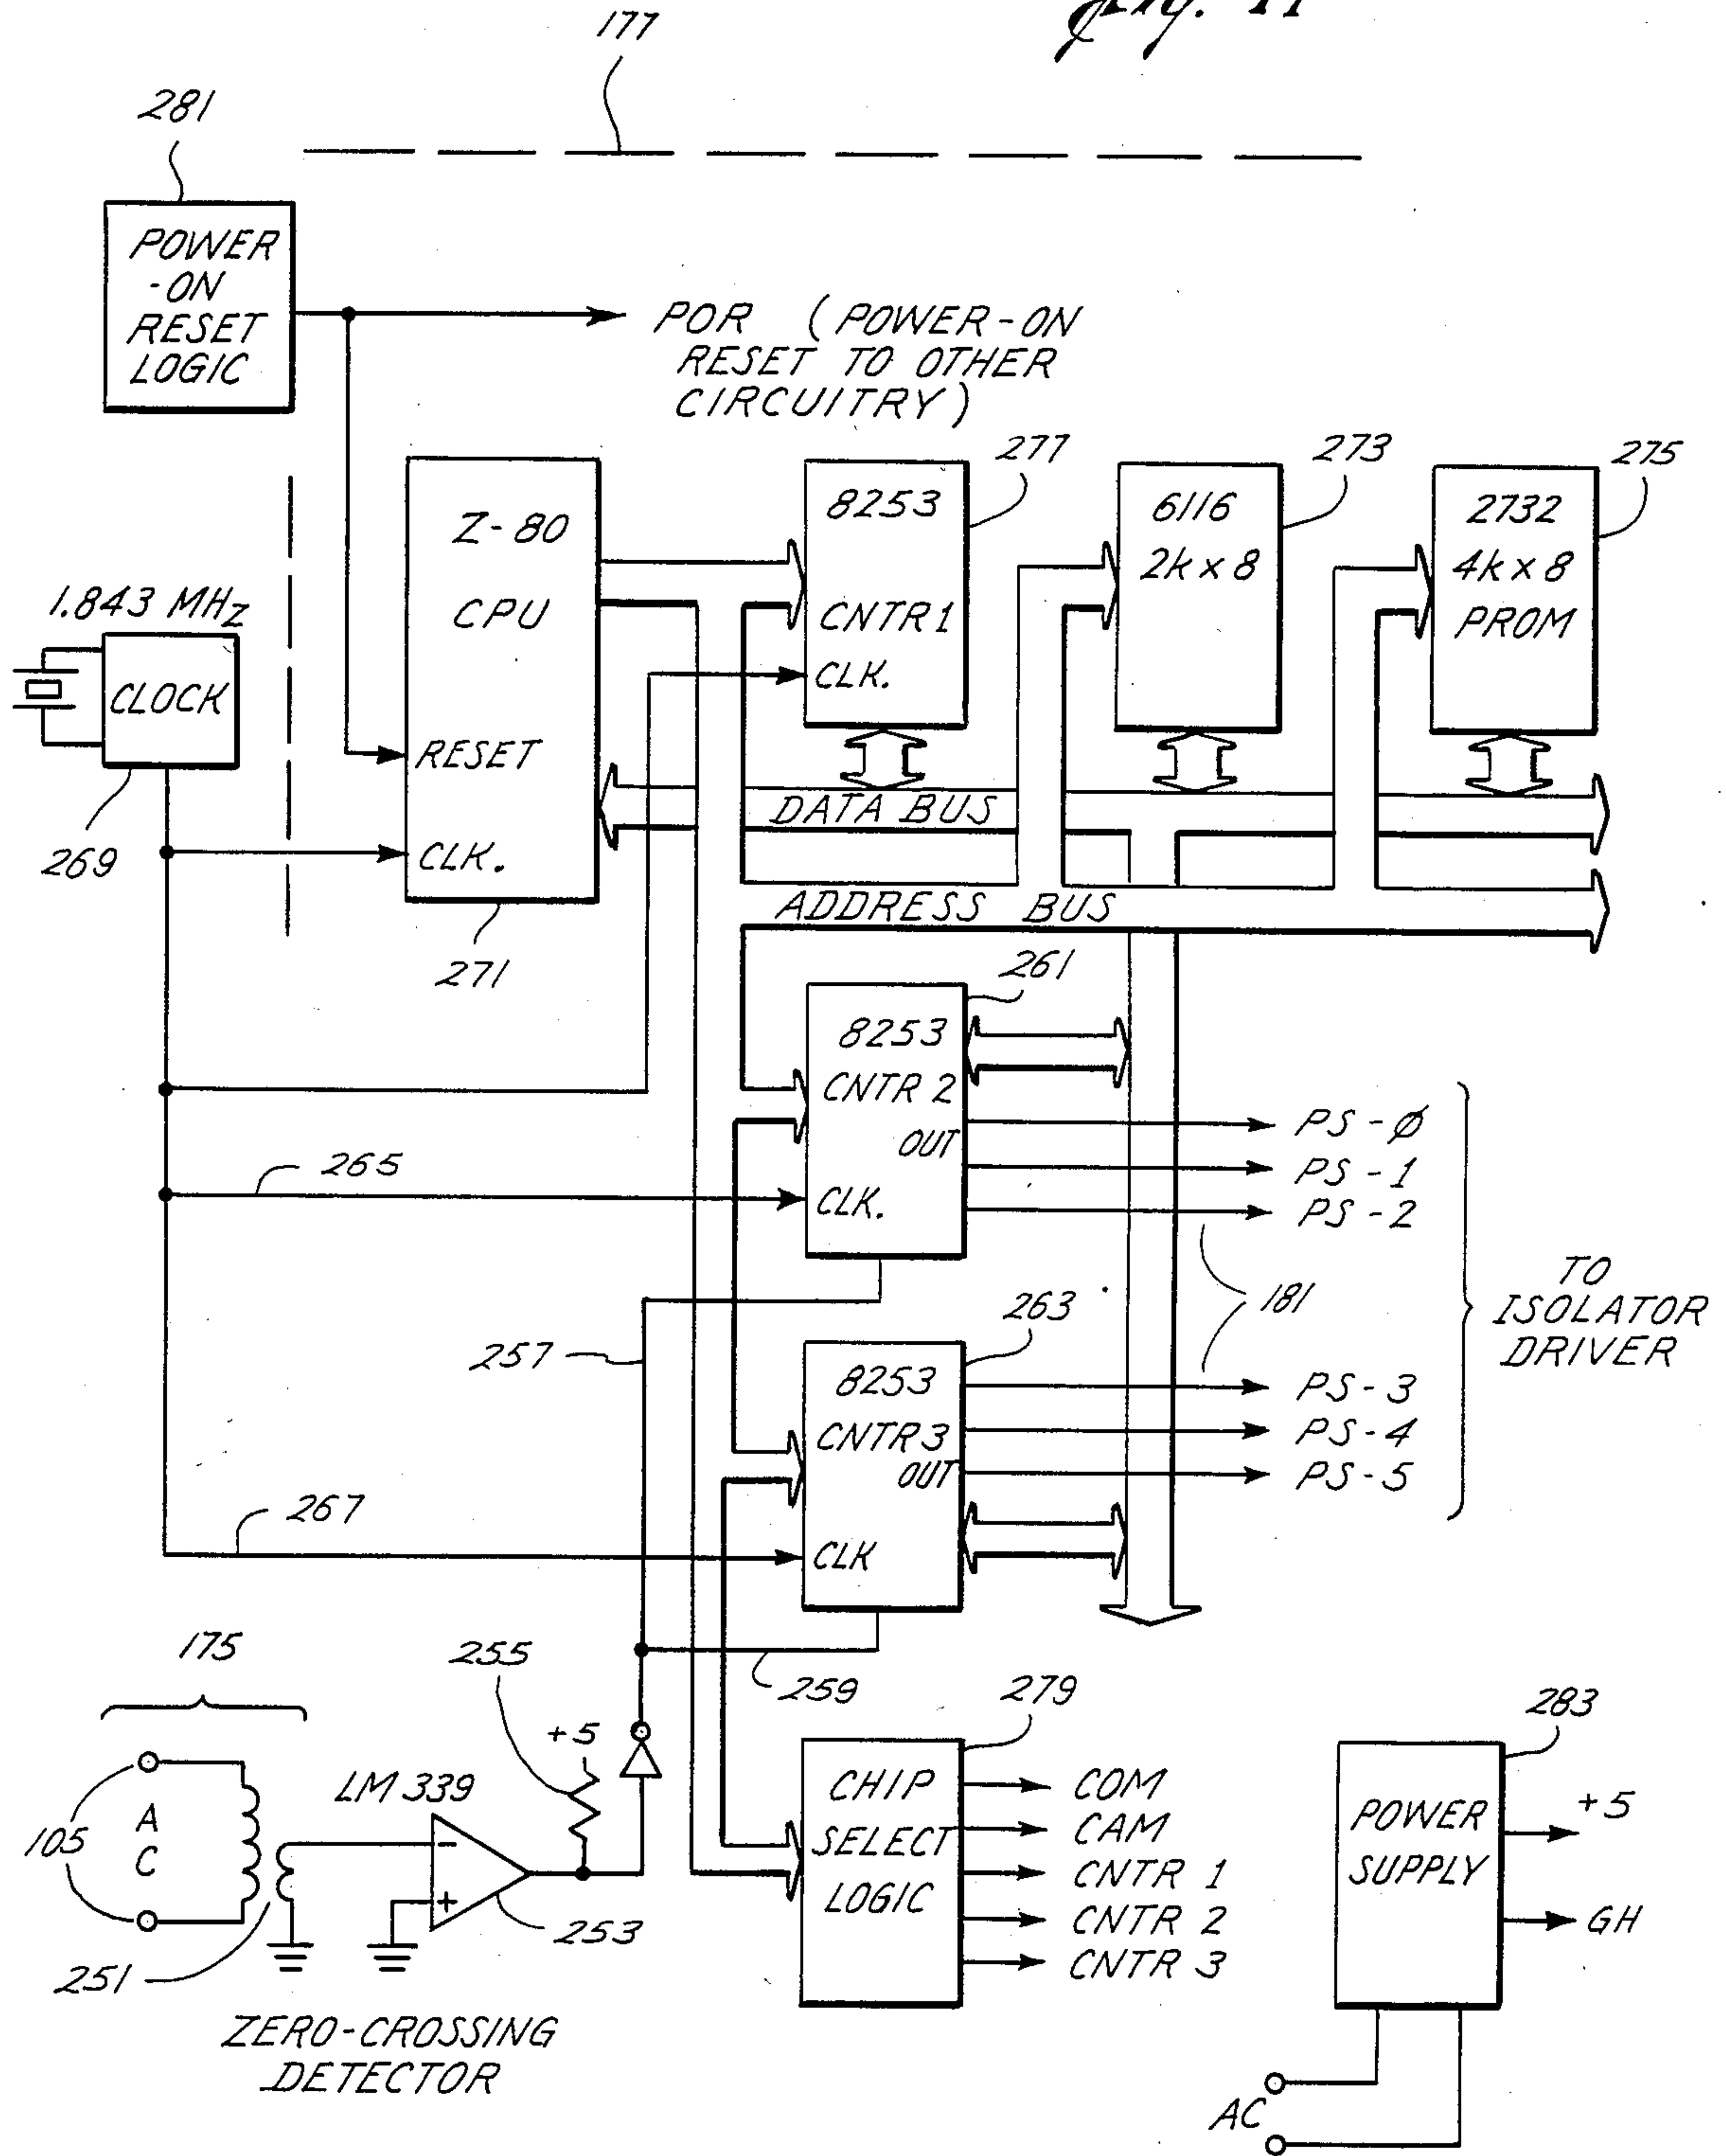 Fig. 11
177
281
POWER
-ON
RESET
LOGIC
POR (POWER-ON
RESET TO OTHER
CIRCUITRY)
277
273
275
Z-80
CPU
RESET
CLK.
271
8253
CNTR1
CLK.
6116
2k x 8
2732
4k x 8
PROM
1.843 MHz
CLOCK
269
DATA BUS
ADDRESS BUS
261
8253
CNTR 2
OUT
CLK.
PS-Ø
PS-1
PS-2
265
181
TO
ISOLATOR
DRIVER
257
263
8253
CNTR3
OUT
CLK
PS-3
PS-4
PS-5
267
175
255
259
279
283
+5
LM 339
105
A
C
-
+
253
251
ZERO-CROSSING
DETECTOR
CHIP
SELECT
LOGIC
COM
CAM
CNTR 1
CNTR 2
CNTR 3
POWER
SUPPLY
+5
GH
AC